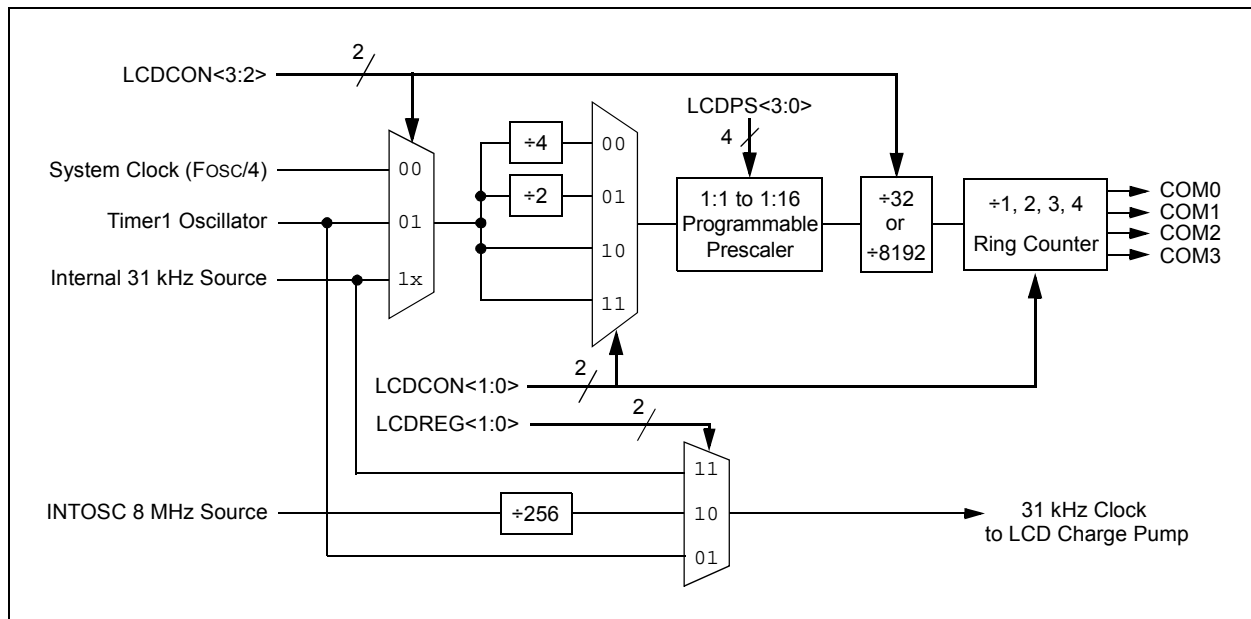 2
LCDCON<3:2>
LCDPS<3:0>
4
System Clock (FOSC/4)
00
÷4
00
Timer1 Oscillator
01
÷2
01
1:1 to 1:16
Programmable
Prescaler
÷32
or
÷8192
÷1, 2, 3, 4
Ring Counter
COM0
COM1
COM2
COM3
Internal 31 kHz Source
1x
10
11
LCDCON<1:0>
2
LCDREG<1:0>
2
11
INTOSC 8 MHz Source
÷256
10
01
31 kHz Clock
to LCD Charge Pump